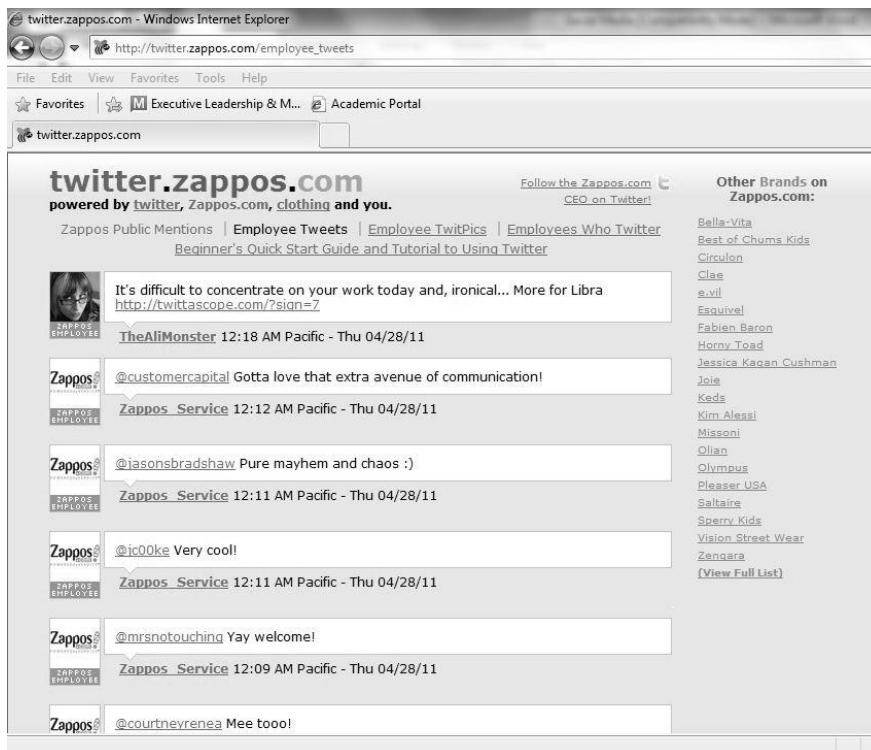 twitter.zappos.com - Windows Internet Explorer
http://twitter.zappos.com/employee_tweets
File Edit View Favorites Tools Help
Favorites M Executive Leadership & M... Academic Portal
twitter.zappos.com
twitter.zappos.com
powered by twitter, Zappos.com, clothing and you.
Follow the Zappos.com
CEO on Twitter!
Zappos Public Mentions | Employee Tweets | Employee TwitPics | Employees Who Twitter
Beginner's Quick Start Guide and Tutorial to Using Twitter
It's difficult to concentrate on your work today and, ironical... More for Libra
http://twittascope.com/?sign=7
ZAPPOS
EMPLOYEE
TheAliMonster 12:18 AM Pacific - Thu 04/28/11
Zappos
@customercapital Gotta love that extra avenue of communication!
ZAPPOS
EMPLOYEE
Zappos_Service 12:12 AM Pacific - Thu 04/28/11
Zappos
@jasonsbradshaw Pure mayhem and chaos :)
ZAPPOS
EMPLOYEE
Zappos_Service 12:11 AM Pacific - Thu 04/28/11
Zappos
@jc00ke Very cool!
ZAPPOS
EMPLOYEE
Zappos_Service 12:11 AM Pacific - Thu 04/28/11
Zappos
@mrsnotouching Yay welcome!
ZAPPOS
EMPLOYEE
Zappos_Service 12:09 AM Pacific - Thu 04/28/11
Zappos
@courtneyrenea Mee tooo!
Other Brands on
Zappos.com:
Bella-Vita
Best of Chums Kids
Circulon
Clae
e.vil
Esquivel
Fabien Baron
Horny Toad
Jessica Kagan Cushman
Joie
Keds
Kim Alessi
Missoni
Olian
Olympus
Pleaser USA
Saltaire
Sperry Kids
Vision Street Wear
Zengara
(View Full List)